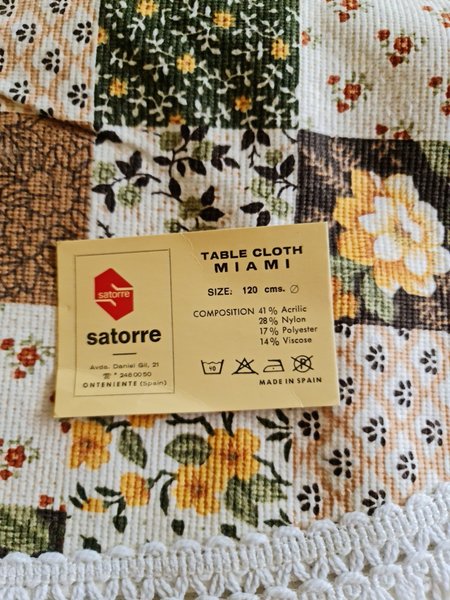 satorre
satorre
Avda. Daniel Gil, 21
☎ * 248 00 50
ONTENIENTE (Spain)
TABLE CLOTH
MIAMI
SIZE: 120 cms. ∅
COMPOSITION 41% Acrilic
28% Nylon
17% Polyester
14% Viscose
40
MADE IN SPAIN